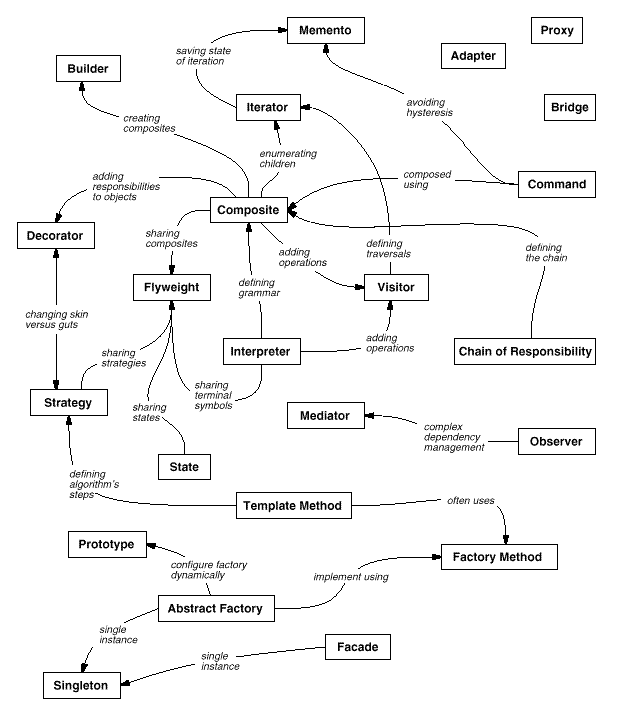 Memento
Proxy
saving state
of iteration
Adapter
Builder
Iterator
avoiding
hysteresis
Bridge
creating
composites
enumerating
children
adding
responsibilities
to objects
composed
using
Command
Composite
Decorator
sharing
composites
adding
operations
defining
traversals
defining
the chain
Flyweight
defining
grammar
Visitor
changing skin
versus guts
adding
operations
sharing
strategies
Interpreter
Chain of Responsibility
sharing
terminal
symbols
Strategy
sharing
states
Mediator
complex
dependency
management
Observer
State
defining
algorithm's
steps
Template Method
often uses
Prototype
configure factory
dynamically
implement using
Factory Method
Abstract Factory
single
instance
single
instance
Facade
Singleton